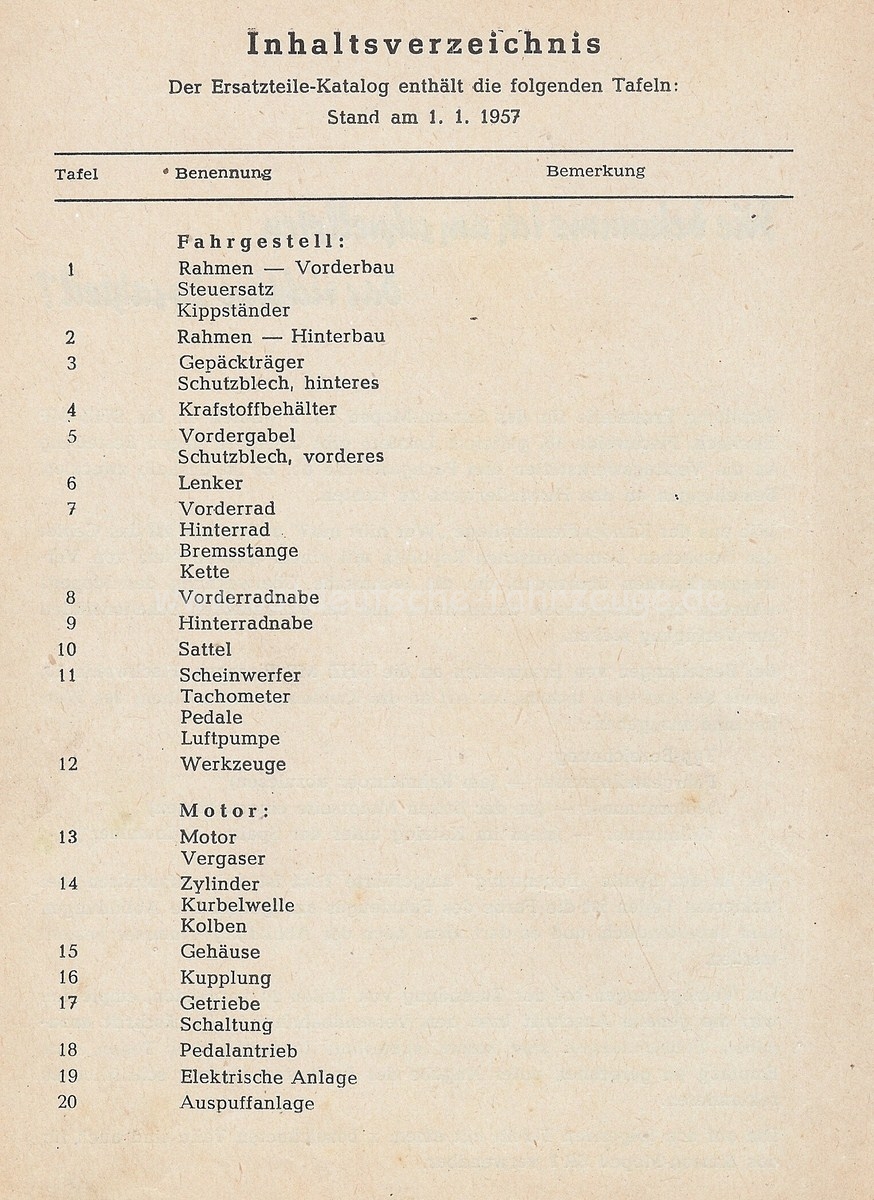 Inhaltsverzeichnis
Der Ersatzteile-Katalog enthält die folgenden Tafeln:
Stand am 1. 1. 1957
Tafel Benennung Bemerkung
Fahrgestell:
1 Rahmen — Vorderbau
Steuersatz
Kippständer
2 Rahmen — Hinterbau
3 Gepäckträger
Schutzblech, hinteres
4 Krafstoffbehälter
5 Vordergabel
Schutzblech, vorderes
6 Lenker
7 Vorderrad
Hinterrad
Bremsstange
Kette
8 Vorderradnabe
9 Hinterradnabe
10 Sattel
11 Scheinwerfer
Tachometer
Pedale
Luftpumpe
12 Werkzeuge
Motor:
13 Motor
Vergaser
14 Zylinder
Kurbelwelle
Kolben
15 Gehäuse
16 Kupplung
17 Getriebe
Schaltung
18 Pedalantrieb
19 Elektrische Anlage
20 Auspuffanlage